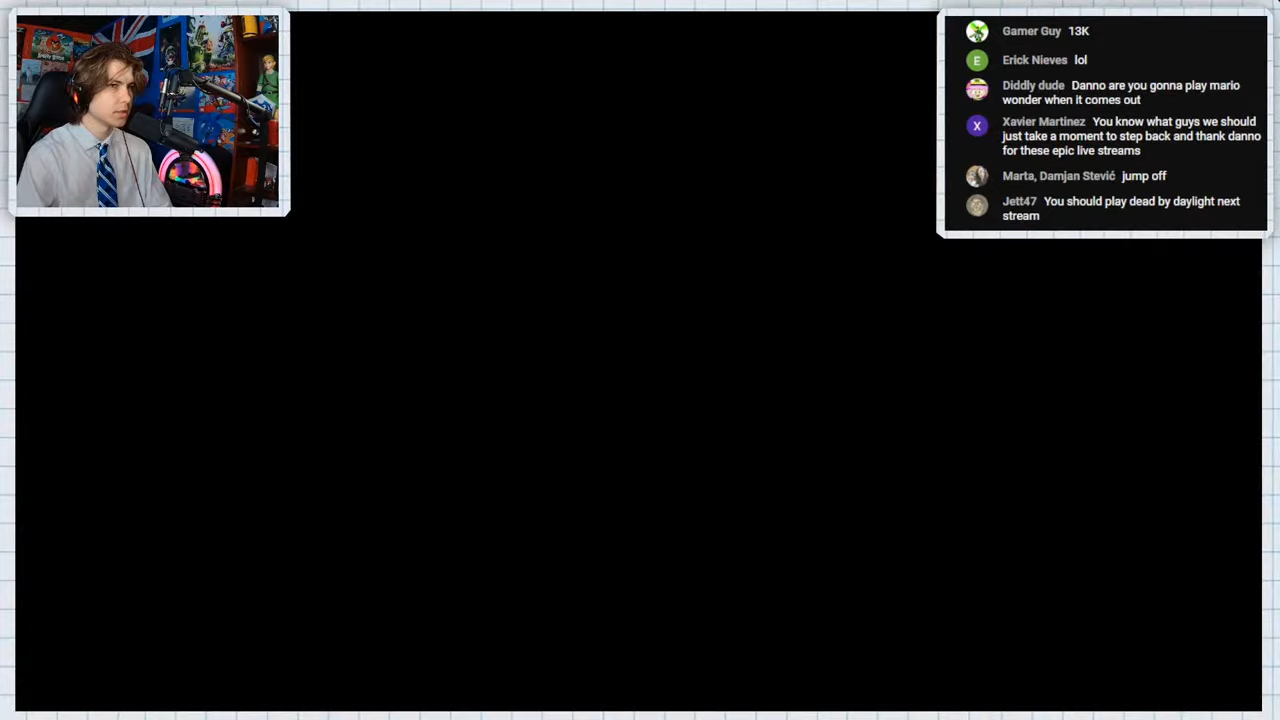 Gamer Guy 13K
Erick Nieves lol
Diddly dude Danno are you gonna play mario
wonder when it comes out
X Xavier Martinez You know what guys we should
just take a moment to step back and thank danno
for these epic live streams
Marta, Damjan Stević jump off
Jett47 You should play dead by daylight next
stream
E